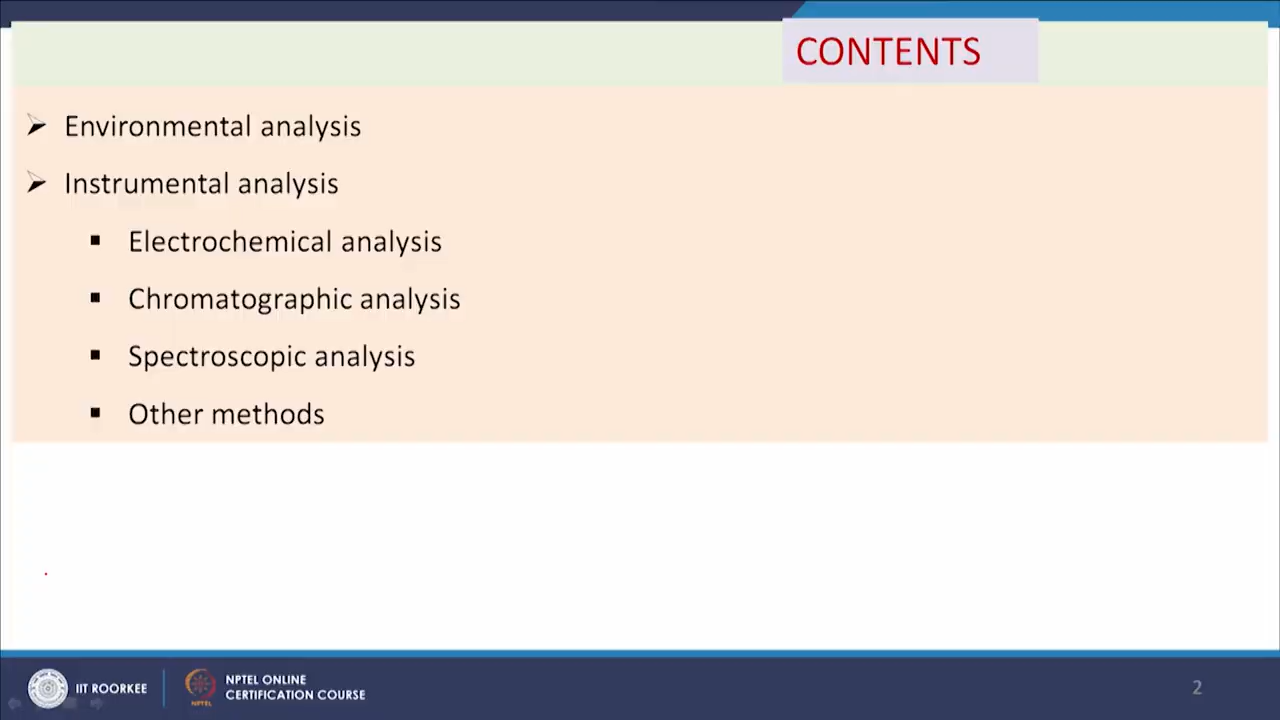 CONTENTS
➢ Environmental analysis
➢ Instrumental analysis
▪ Electrochemical analysis
▪ Chromatographic analysis
▪ Spectroscopic analysis
▪ Other methods
IIT ROORKEE
NPTEL
NPTEL ONLINE
CERTIFICATION COURSE
2